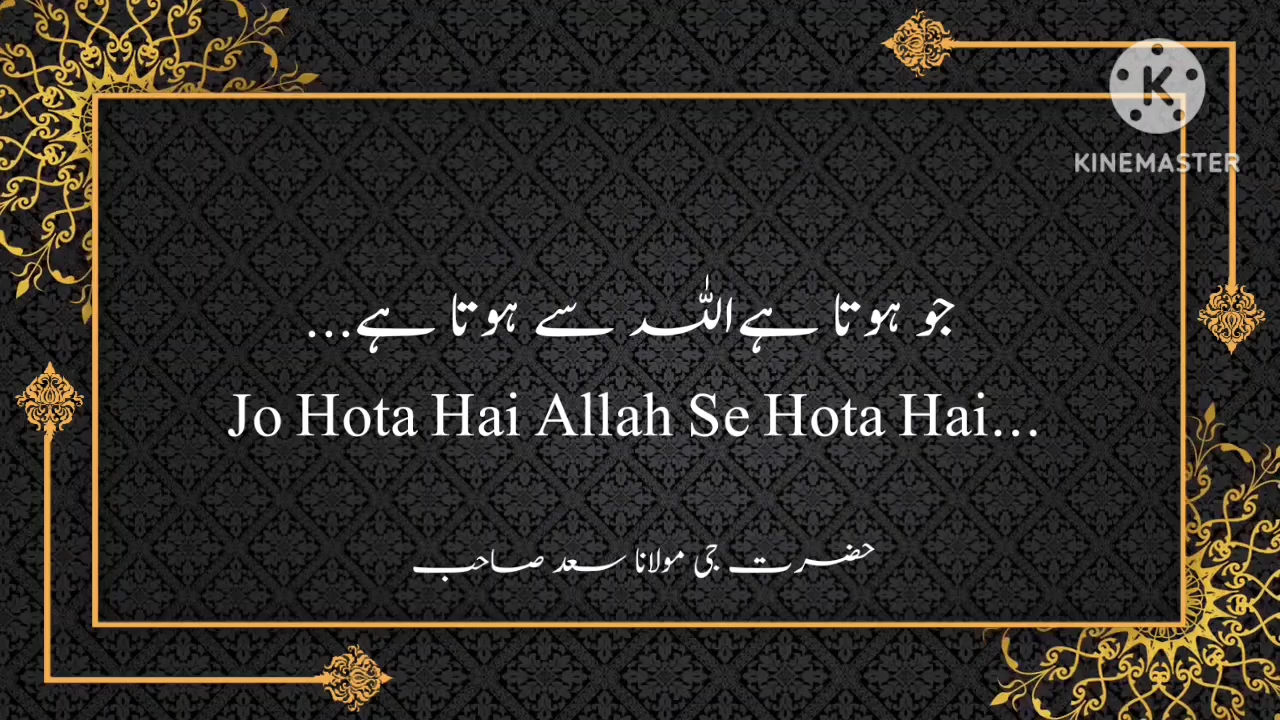 KINEMASTER
جو ہوتا ہے اللہ سے ہوتا ہے...
Jo Hota Hai Allah Se Hota Hai...
حضرت جی مولانا سعد صاحب